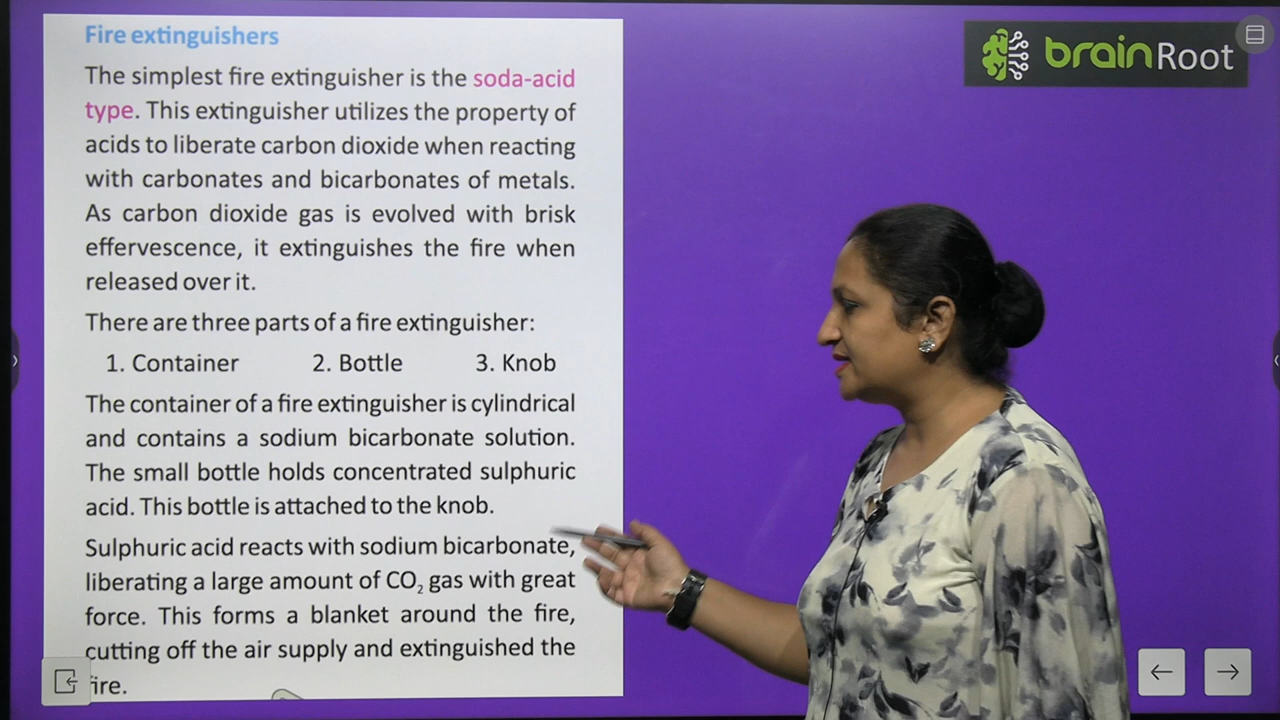 Fire extinguishers
The simplest fire extinguisher is the soda-acid
type. This extinguisher utilizes the property of
acids to liberate carbon dioxide when reacting
with carbonates and bicarbonates of metals.
As carbon dioxide gas is evolved with brisk
effervescence, it extinguishes the fire when
released over it.
There are three parts of a fire extinguisher:
1. Container 2. Bottle 3. Knob
The container of a fire extinguisher is cylindrical
and contains a sodium bicarbonate solution.
The small bottle holds concentrated sulphuric
acid. This bottle is attached to the knob.
Sulphuric acid reacts with sodium bicarbonate,
liberating a large amount of CO₂ gas with great
force. This forms a blanket around the fire,
cutting off the air supply and extinguished the
fire.
brainRoot